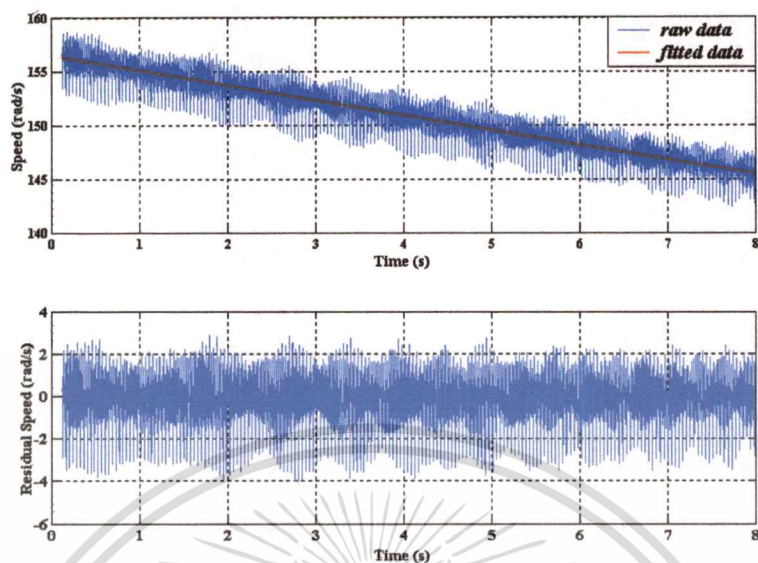 160
155
150
145
140
Speed (rad/s)
raw data
fitted data
0 1 2 3 4 5 6 7 8
Time (s)
4
2
0
-2
-4
-6
Residual Speed (rad/s)
0 1 2 3 4 5 6 7 8
Time (s)